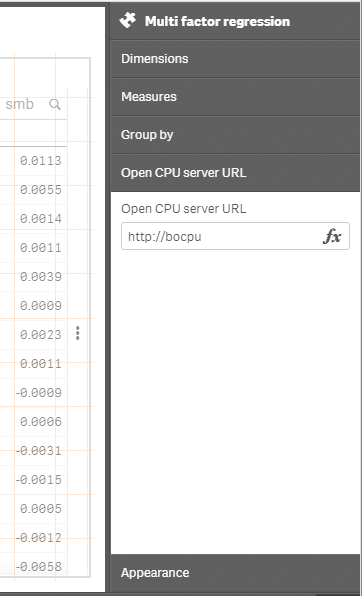 Multi factor regression
Dimensions
Measures
Group by
Open CPU server URL
Open CPU server URL
http://bocpu fx
Appearance
smb
0.0113
0.0055
0.0014
0.0011
0.0039
0.0009
0.0023
0.0011
-0.0009
0.0006
-0.0031
-0.0015
0.0005
-0.0012
-0.0058